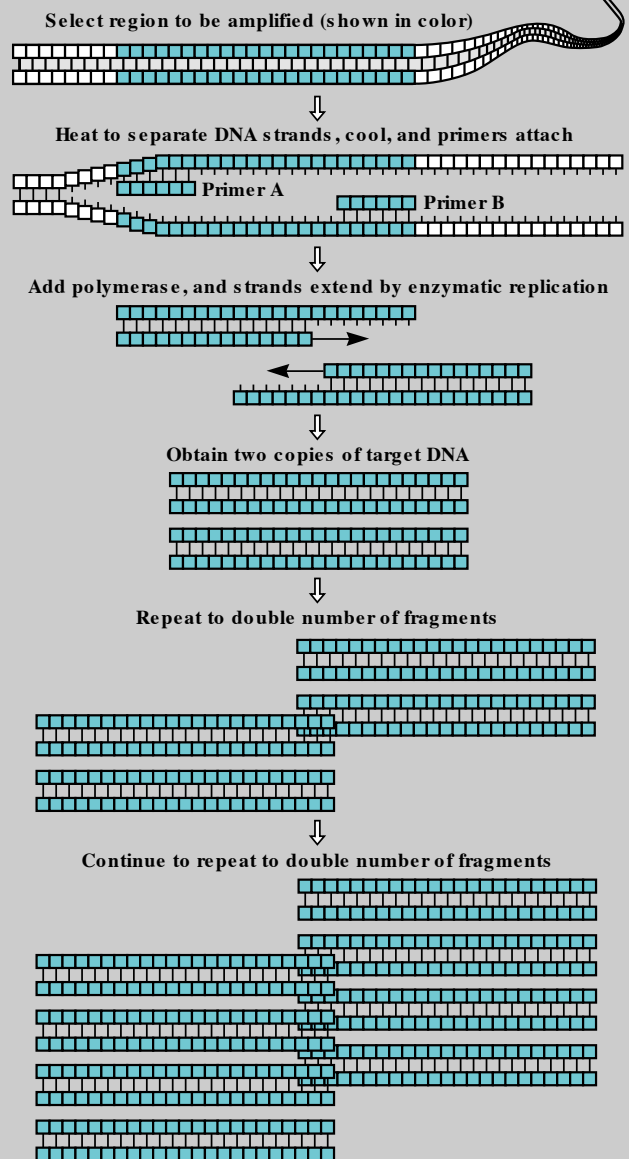 Select region to be amplified (shown in color)
Heat to separate DNA strands, cool, and primers attach
Primer A
Primer B
Add polymerase, and strands extend by enzymatic replication
Obtain two copies of target DNA
Repeat to double number of fragments
Continue to repeat to double number of fragments